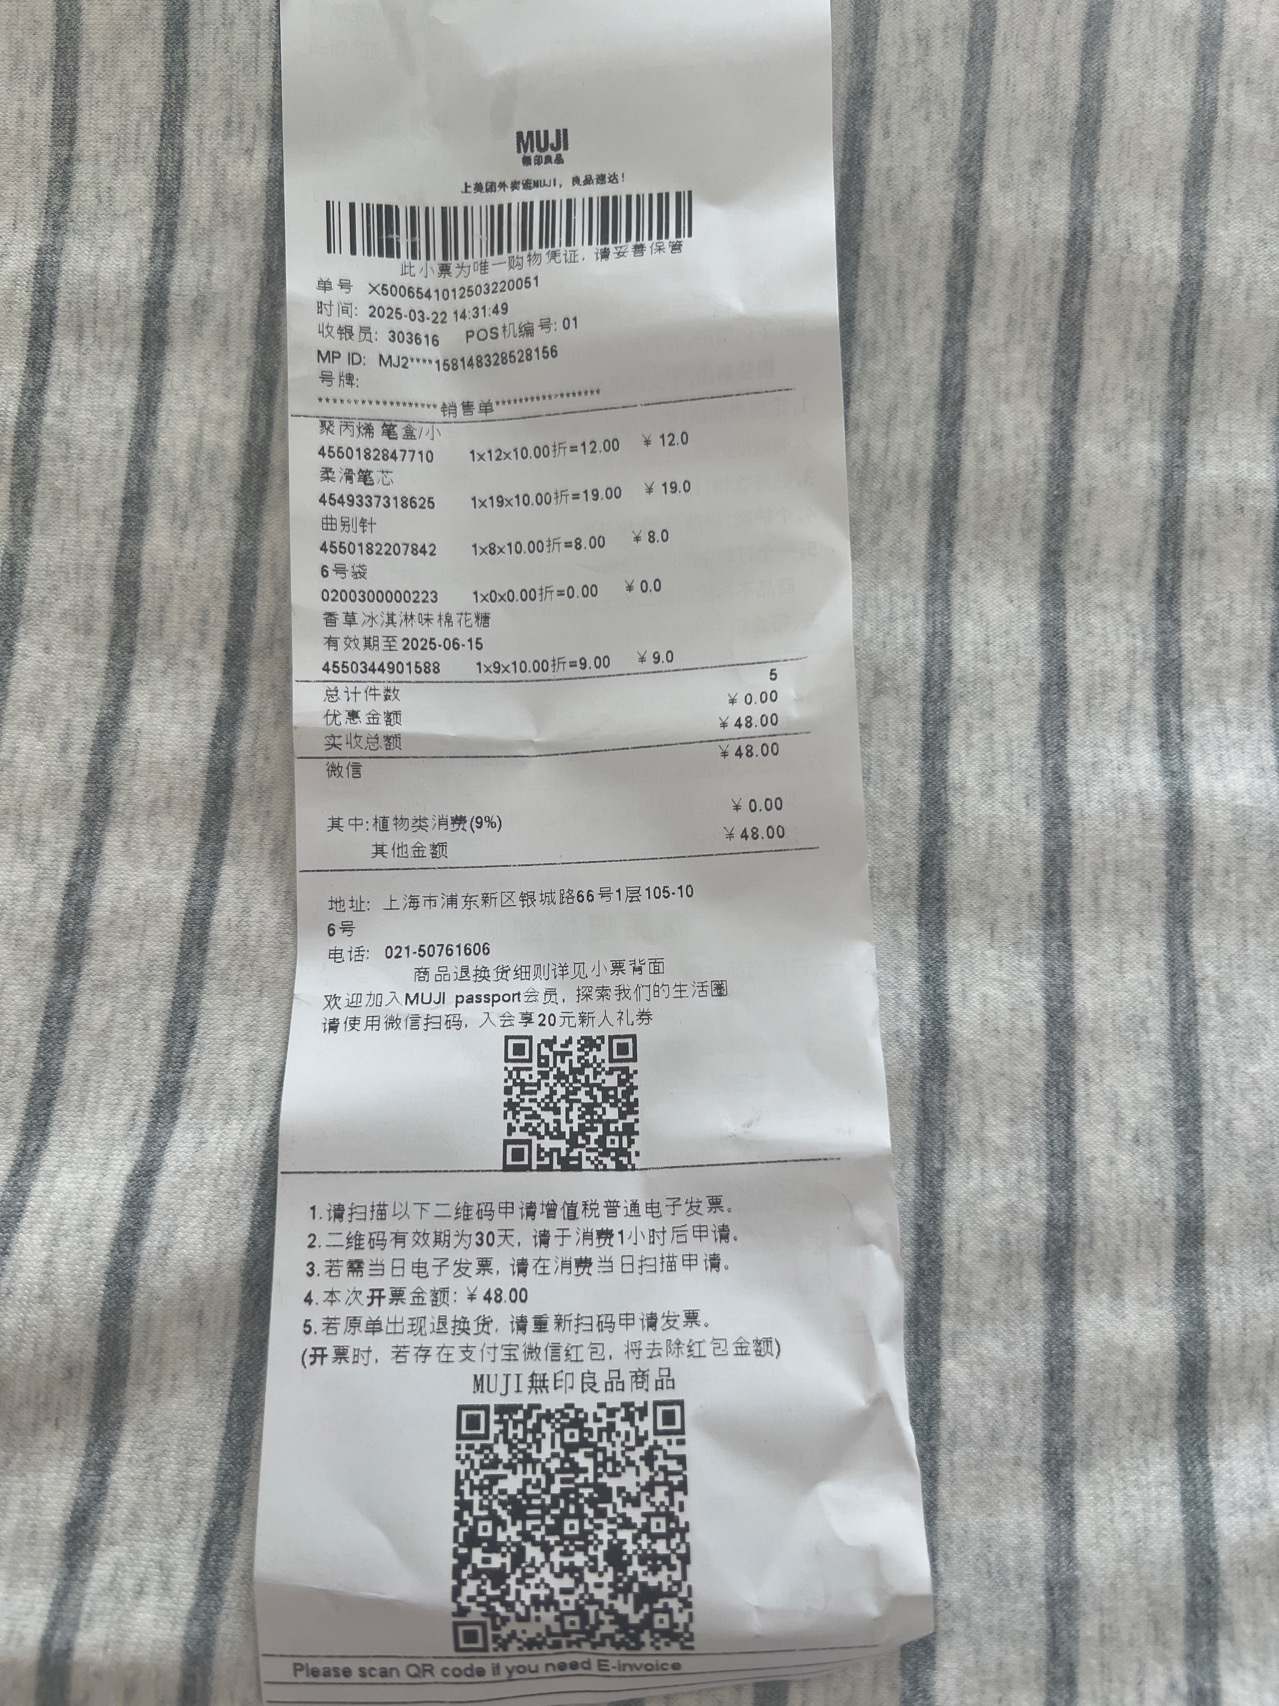 MUJI
無印良品
上美团外卖逛MUJI，良品速达！
此小票为唯一购物凭证，请妥善保管
单号 X5006541012503220051
时间: 2025-03-22 14:31:49
收银员: 303616 POS机编号: 01
MP ID: MJ2****158148328528156
号牌:
******************销售单******************
聚丙烯 笔盒/小
4550182847710 1x12x10.00折=12.00 ￥12.0
柔滑笔芯
4549337318625 1x19x10.00折=19.00 ￥19.0
曲别针
4550182207842 1x8x10.00折=8.00 ￥8.0
6号袋
0200300000223 1x0x0.00折=0.00 ￥0.0
香草冰淇淋味棉花糖
有效期至2025-06-15
4550344901588 1x9x10.00折=9.00 ￥9.0
总计件数 5
优惠金额 ￥0.00
实收总额 ￥48.00
微信 ￥48.00
其中:植物类消费(9%) ￥0.00
其他金额 ￥48.00
地址: 上海市浦东新区银城路66号1层105-10
6号
电话: 021-50761606
商品退换货细则详见小票背面
欢迎加入MUJI passport会员，探索我们的生活圈
请使用微信扫码，入会享20元新人礼券
1.请扫描以下二维码申请增值税普通电子发票。
2.二维码有效期为30天，请于消费1小时后申请。
3.若需当日电子发票，请在消费当日扫描申请。
4.本次开票金额:￥48.00
5.若原单出现退换货，请重新扫码申请发票。
(开票时，若存在支付宝微信红包，将去除红包金额)
MUJI無印良品商品
Please scan QR code if you need E-invoice